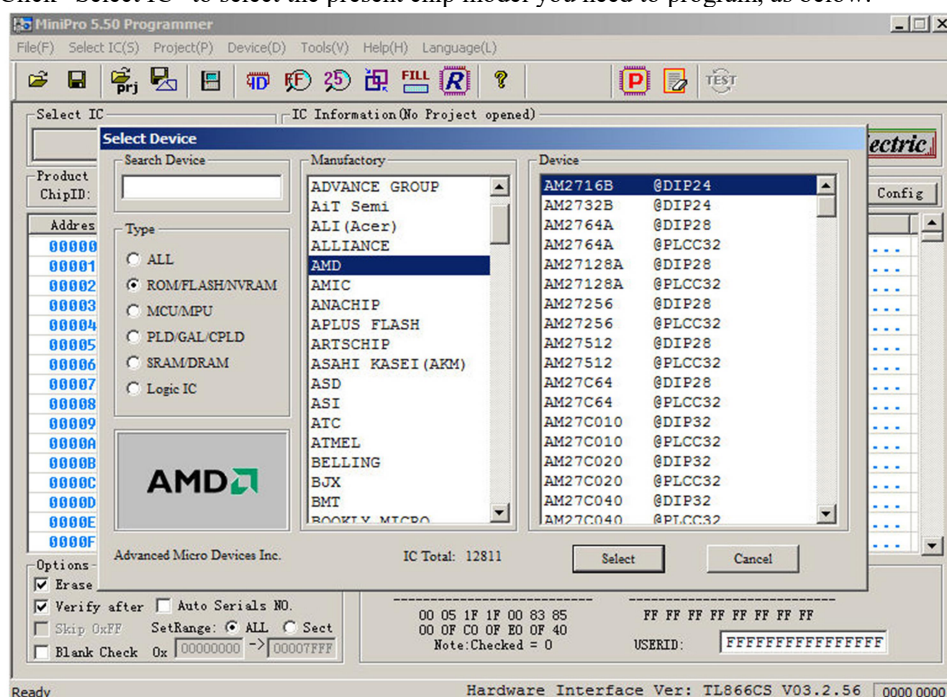 Click "Select IC" to select the present chip model you need to program, as below:
MiniPro 5.50 Programmer
File(F) Select IC(S) Project(P) Device(D) Tools(V) Help(H) Language(L)
prj FILL R P TEST
Select IC IC Information(No Project opened)
Select Device
ectric
Search Device Manufactory Device
Product
ChipID:
Config
Addres
ADVANCE GROUP
AiT Semi
ALI(Acer)
ALLIANCE
AMD
AMIC
ANACHIP
APLUS FLASH
ARTSCHIP
ASAHI KASEI(AKM)
ASD
ASI
ATC
ATMEL
BELLING
BJX
BMT
BOOKLY MICRO
AM2716B @DIP24
AM2732B @DIP24
AM2764A @DIP28
AM2764A @PLCC32
AM27128A @DIP28
AM27128A @PLCC32
AM27256 @DIP28
AM27256 @PLCC32
AM27512 @DIP28
AM27512 @PLCC32
AM27C64 @DIP28
AM27C64 @PLCC32
AM27C010 @DIP32
AM27C010 @PLCC32
AM27C020 @DIP32
AM27C020 @PLCC32
AM27C040 @DIP32
AM27C040 @PLCC32
Type
ALL
ROM/FLASH/NVRAM
MCU/MPU
PLD/GAL/CPLD
SRAM/DRAM
Logic IC
00000
00001
00002
00003
00004
00005
00006
00007
00008
00009
0000A
0000B
0000C
0000D
0000E
0000F
AMD
Advanced Micro Devices Inc. IC Total: 12811 Select Cancel
Options
Erase
Verify after Auto Serials NO.
Skip 0xFF SetRange: ALL Sect
Blank Check 0x 00000000 -> 00007FFF
00 05 1F 1F 00 83 85 FF FF FF FF FF FF FF FF
00 0F C0 0F E0 0F 40
Note:Checked = 0 USERID: FFFFFFFFFFFFFFFF
Ready Hardware Interface Ver: TL866CS V03.2.56 0000 0000